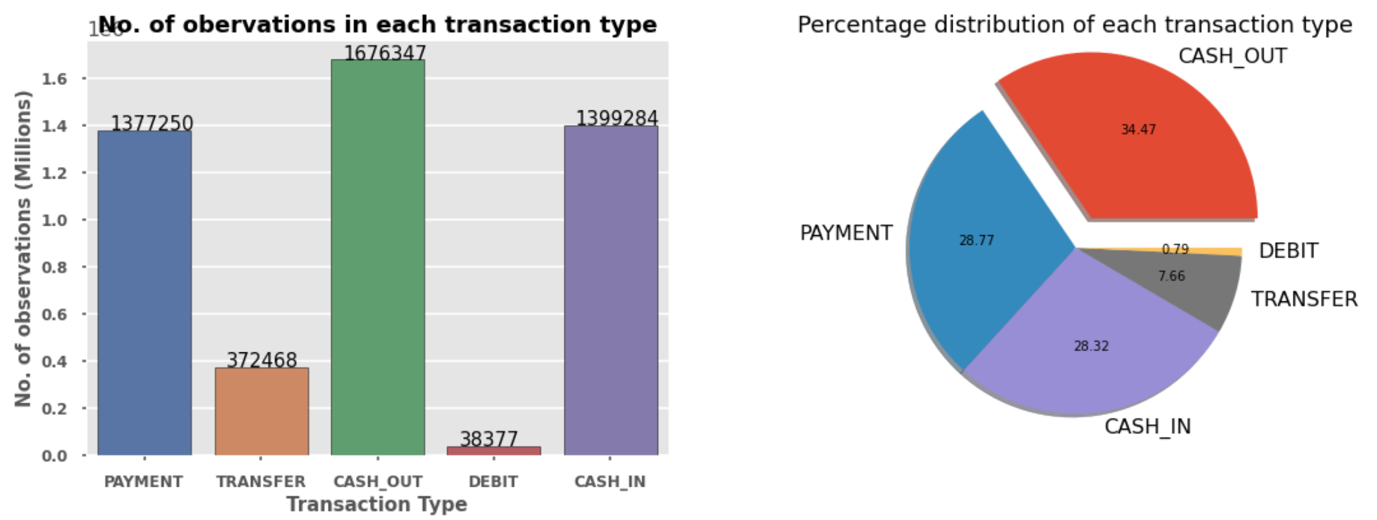 No. of obervations in each transaction type
1e6
1676347
1.6
1377250
1399284
1.4
1.2
1.0
0.8
0.6
372468
0.4
0.2
38377
0.0
No. of observations (Millions)
PAYMENT TRANSFER CASH_OUT DEBIT CASH_IN
Transaction Type
Percentage distribution of each transaction type
CASH_OUT
34.47
PAYMENT
28.77
0.79
DEBIT
7.66
TRANSFER
28.32
CASH_IN